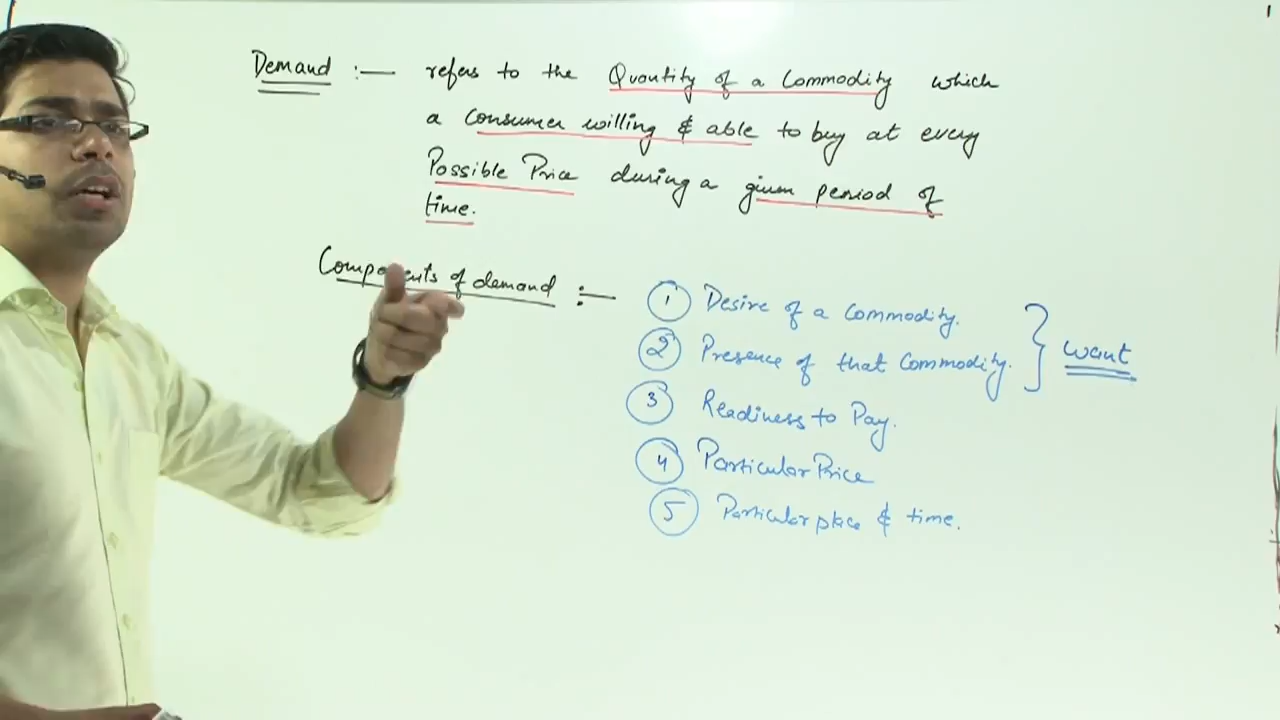 Demand :— refers to the Quantity of a Commodity which
a consumer willing & able to buy at every
Possible Price during a given period of
time.
Components of demand :—
1 Desire of a commodity.
2 Presence of that commodity. } want
3 Readiness to Pay.
4 Particular Price
5 Particular place & time.